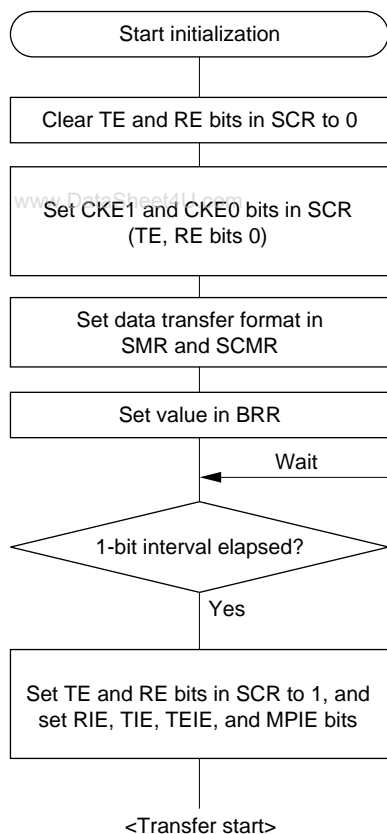 Start initialization
Clear TE and RE bits in SCR to 0
www.DataSheet4U.com
Set CKE1 and CKE0 bits in SCR
(TE, RE bits 0)
Set data transfer format in
SMR and SCMR
Set value in BRR
Wait
1-bit interval elapsed?
Yes
Set TE and RE bits in SCR to 1, and
set RIE, TIE, TEIE, and MPIE bits
<Transfer start>